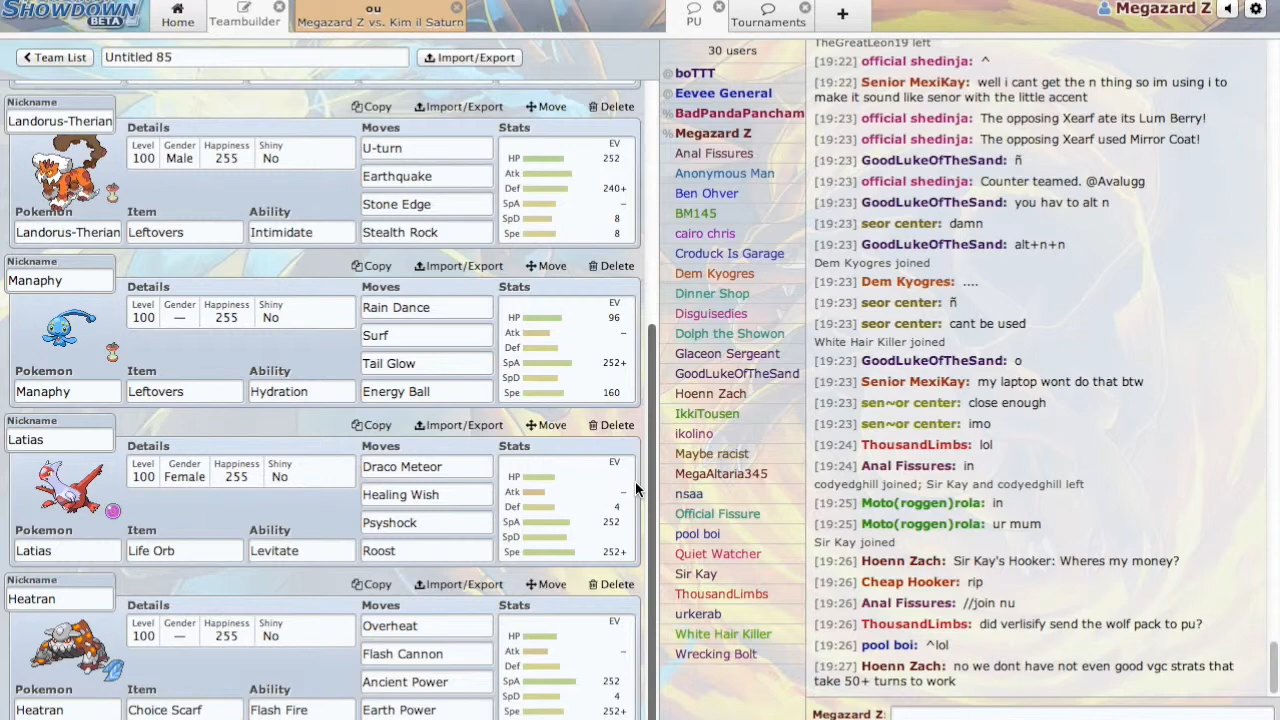 SHOWDOWN
BETA
Home
Teambuilder
ou
Megazard Z vs. Kim il Saturn
PU
Tournaments
Megazard Z
Team List
Untitled 85
Import/Export
Nickname
Landorus-Therian
Copy
Import/Export
Move
Delete
Details
Moves
Stats
Level
Gender
Happiness
Shiny
100
Male
255
No
U-turn
Earthquake
Stone Edge
Stealth Rock
EV
HP 252
Atk
Def 240+
SpA –
SpD 8
Spe 8
Pokemon
Item
Ability
Landorus-Therian
Leftovers
Intimidate
Nickname
Manaphy
Copy
Import/Export
Move
Delete
Details
Moves
Stats
Level
Gender
Happiness
Shiny
100
—
255
No
Rain Dance
Surf
Tail Glow
Energy Ball
EV
HP 96
Atk –
Def
SpA 252+
SpD
Spe 160
Pokemon
Item
Ability
Manaphy
Leftovers
Hydration
Nickname
Latias
Copy
Import/Export
Move
Delete
Details
Moves
Stats
Level
Gender
Happiness
Shiny
100
Female
255
No
Draco Meteor
Healing Wish
Psyshock
Roost
EV
HP
Atk –
Def 4
SpA 252
SpD
Spe 252+
Pokemon
Item
Ability
Latias
Life Orb
Levitate
Nickname
Heatran
Copy
Import/Export
Move
Delete
Details
Moves
Stats
Level
Gender
Happiness
Shiny
100
—
255
No
Overheat
Flash Cannon
Ancient Power
Earth Power
EV
HP
Atk –
Def
SpA 252
SpD 4
Spe 252+
Pokemon
Item
Ability
Heatran
Choice Scarf
Flash Fire
30 users
@boTTT
@Eevee General
%BadPandaPancham
%Megazard Z
Anal Fissures
Anonymous Man
Ben Ohver
BM145
cairo chris
Croduck Is Garage
Dem Kyogres
Dinner Shop
Disguisedies
Dolph the Showon
Glaceon Sergeant
GoodLukeOfTheSand
Hoenn Zach
IkkiTousen
ikolino
Maybe racist
MegaAltaria345
nsaa
Official Fissure
pool boi
Quiet Watcher
Sir Kay
ThousandLimbs
urkerab
White Hair Killer
Wrecking Bolt
TheGreatLeon19 left
[19:22] official shedinja: ^
[19:22] Senior MexiKay: well i cant get the n thing so im using i to
make it sound like senor with the little accent
[19:23] official shedinja: The opposing Xearf ate its Lum Berry!
[19:23] official shedinja: The opposing Xearf used Mirror Coat!
[19:23] GoodLukeOfTheSand: ñ
[19:23] official shedinja: Counter teamed. @Avalugg
[19:23] GoodLukeOfTheSand: you hav to alt n
[19:23] seor center: damn
[19:23] GoodLukeOfTheSand: alt+n+n
Dem Kyogres joined
[19:23] Dem Kyogres: ....
[19:23] seor center: ñ
[19:23] seor center: cant be used
White Hair Killer joined
[19:23] GoodLukeOfTheSand: o
[19:23] Senior MexiKay: my laptop wont do that btw
[19:23] sen~or center: close enough
[19:23] sen~or center: imo
[19:24] ThousandLimbs: lol
[19:24] Anal Fissures: in
codyedghill joined; Sir Kay and codyedghill left
[19:25] Moto(roggen)rola: in
[19:25] Moto(roggen)rola: ur mum
Sir Kay joined
[19:26] Hoenn Zach: Sir Kay's Hooker: Wheres my money?
[19:26] Cheap Hooker: rip
[19:26] Anal Fissures: //join nu
[19:26] ThousandLimbs: did verlisify send the wolf pack to pu?
[19:26] pool boi: ^lol
[19:27] Hoenn Zach: no we dont have not even good vgc strats that
take 50+ turns to work
Megazard Z: